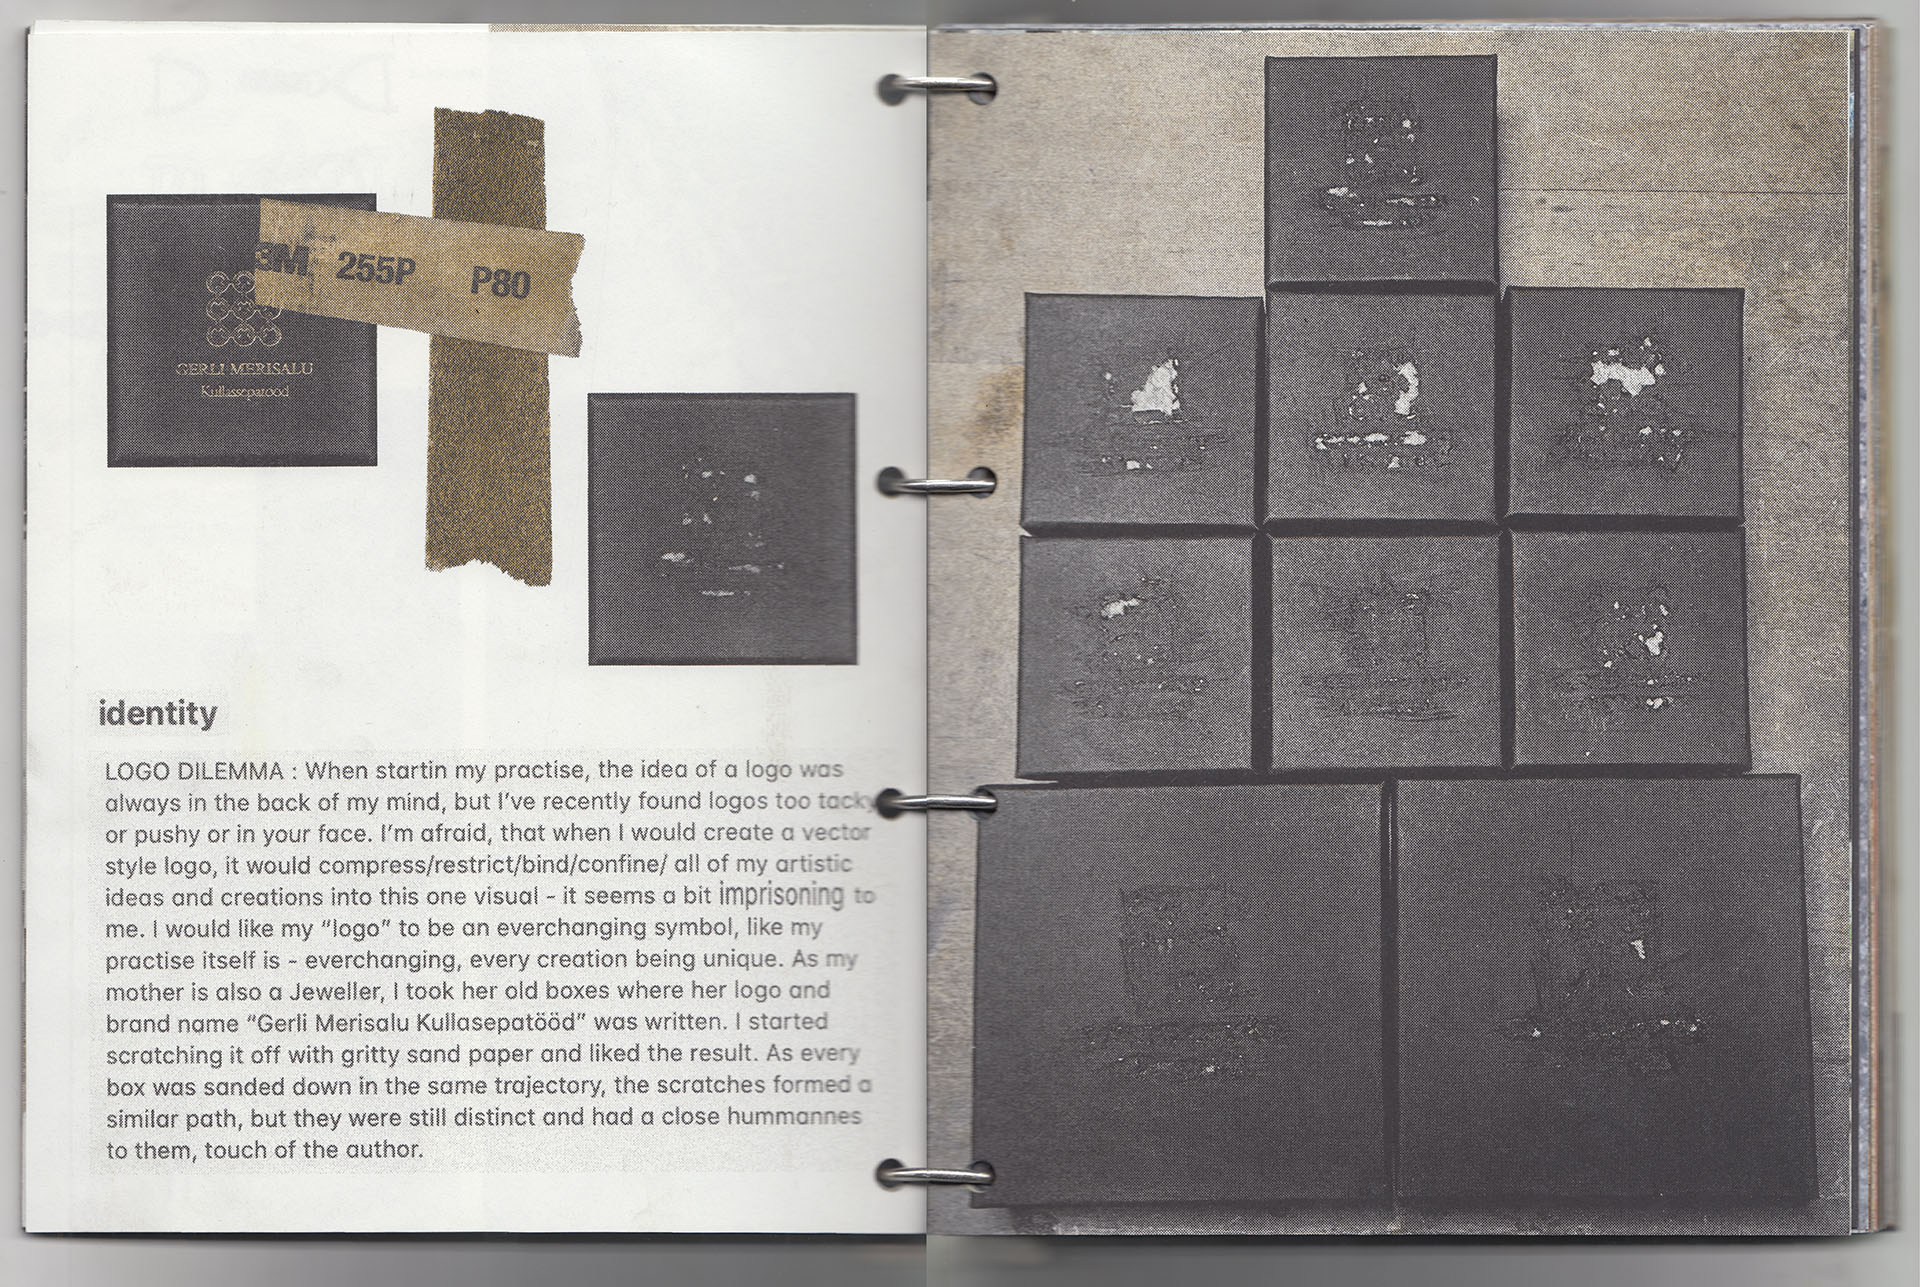 3M 255P P80
GERLI MERISALU
Kullassepatööd
identity
LOGO DILEMMA : When startin my practise, the idea of a logo was
always in the back of my mind, but I've recently found logos too tacky
or pushy or in your face. I'm afraid, that when I would create a vector
style logo, it would compress/restrict/bind/confine/ all of my artistic
ideas and creations into this one visual - it seems a bit imprisoning to
me. I would like my "logo" to be an everchanging symbol, like my
practise itself is - everchanging, every creation being unique. As my
mother is also a Jeweller, I took her old boxes where her logo and
brand name "Gerli Merisalu Kullasepatööd" was written. I started
scratching it off with gritty sand paper and liked the result. As every
box was sanded down in the same trajectory, the scratches formed a
similar path, but they were still distinct and had a close hummannes
to them, touch of the author.